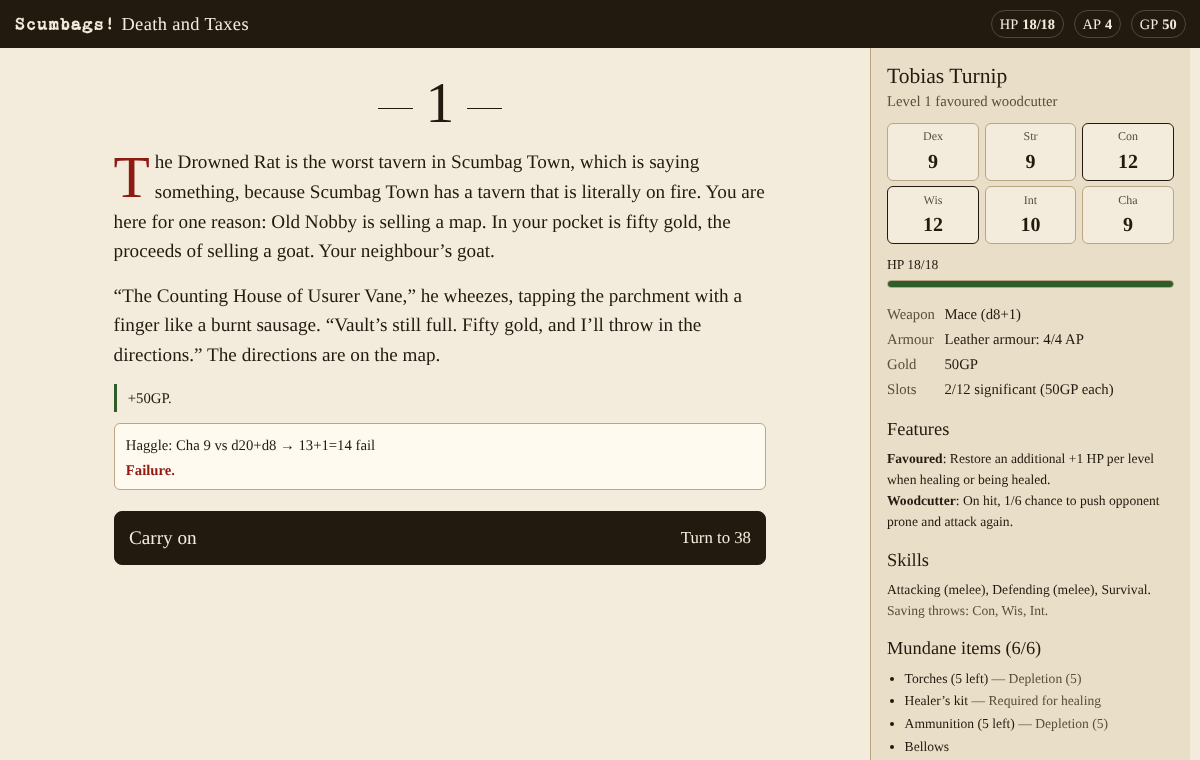 Scumbags! Death and Taxes
HP 18/18 AP 4 GP 50
— 1 —
The Drowned Rat is the worst tavern in Scumbag Town, which is saying
something, because Scumbag Town has a tavern that is literally on fire. You are
here for one reason: Old Nobby is selling a map. In your pocket is fifty gold, the
proceeds of selling a goat. Your neighbour’s goat.
“The Counting House of Usurer Vane,” he wheezes, tapping the parchment with a
finger like a burnt sausage. “Vault’s still full. Fifty gold, and I’ll throw in the
directions.” The directions are on the map.
+50GP.
Haggle: Cha 9 vs d20+d8 → 13+1=14 fail
Failure.
Carry on Turn to 38
Tobias Turnip
Level 1 favoured woodcutter
Dex Str Con
9 9 12
Wis Int Cha
12 10 9
HP 18/18
Weapon Mace (d8+1)
Armour Leather armour: 4/4 AP
Gold 50GP
Slots 2/12 significant (50GP each)
Features
Favoured: Restore an additional +1 HP per level
when healing or being healed.
Woodcutter: On hit, 1/6 chance to push opponent
prone and attack again.
Skills
Attacking (melee), Defending (melee), Survival.
Saving throws: Con, Wis, Int.
Mundane items (6/6)
• Torches (5 left) — Depletion (5)
• Healer’s kit — Required for healing
• Ammunition (5 left) — Depletion (5)
• Bellows